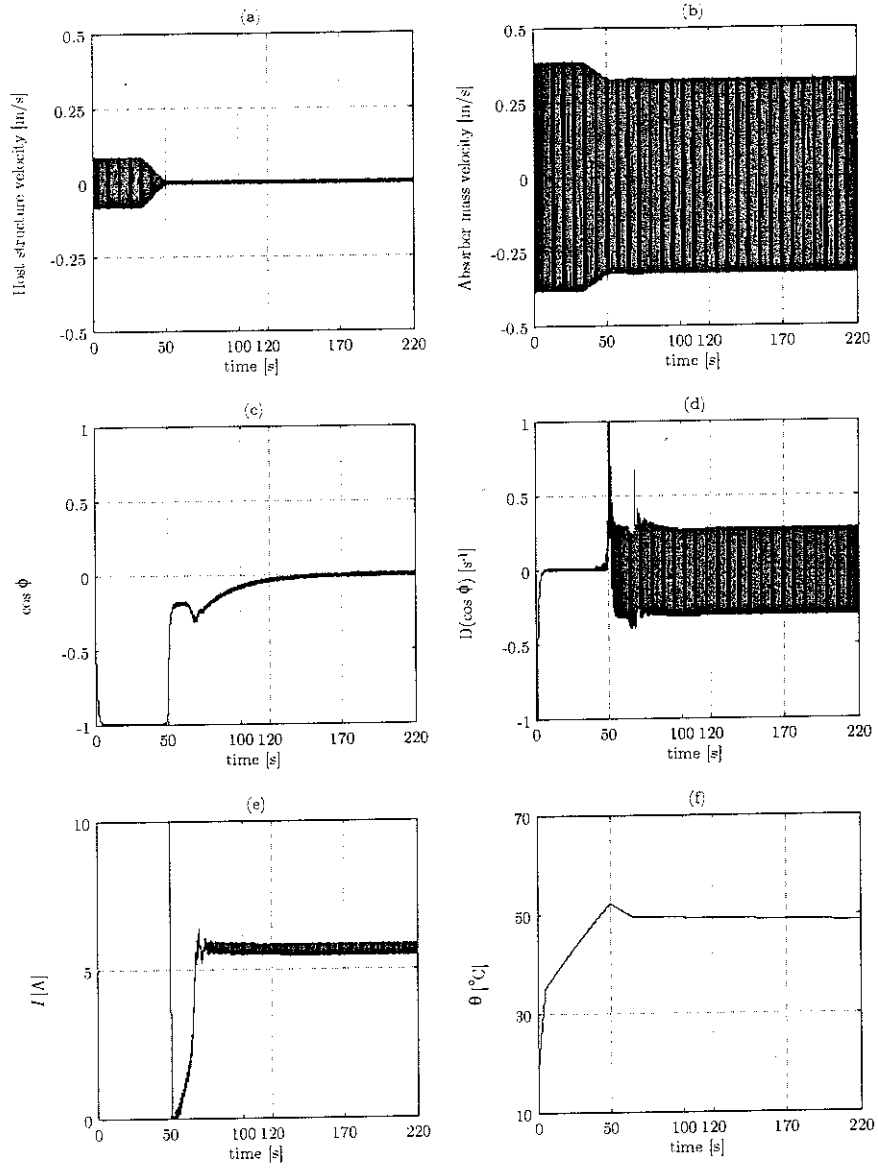 (a)
0.5
0.25
0
-0.25
-0.5
Host structure velocity [m/s]
0 50 100 120 170 220
time [s]
(b)
0.5
0.25
0
-0.25
-0.5
Absorber mass velocity [m/s]
0 50 100 120 170 220
time [s]
(c)
1
0.5
0
-0.5
-1
cos ϕ
0 50 100 120 170 220
time [s]
(d)
1
0.5
0
-0.5
-1
D(cos ϕ) [s⁻¹]
0 50 100 120 170 220
time [s]
(e)
10
5
0
I [A]
0 50 100 120 170 220
time [s]
(f)
70
50
30
10
θ [°C]
0 50 100 120 170 220
time [s]